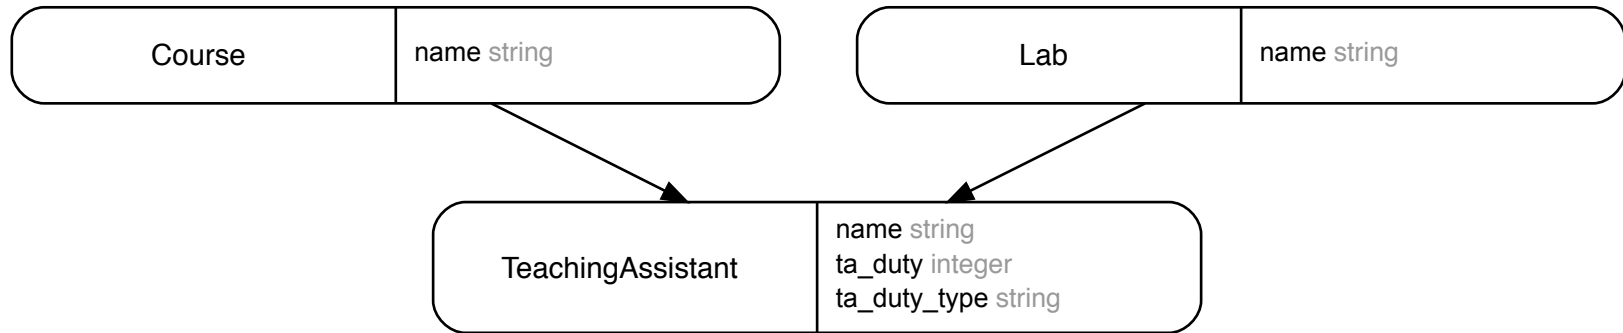 Course
name string
Lab
name string
TeachingAssistant
name string
ta_duty integer
ta_duty_type string